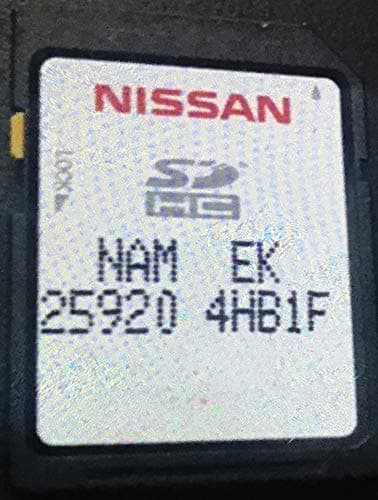 NISSAN
LOCK
SD
HC
NAM EK
25920 4HB1F